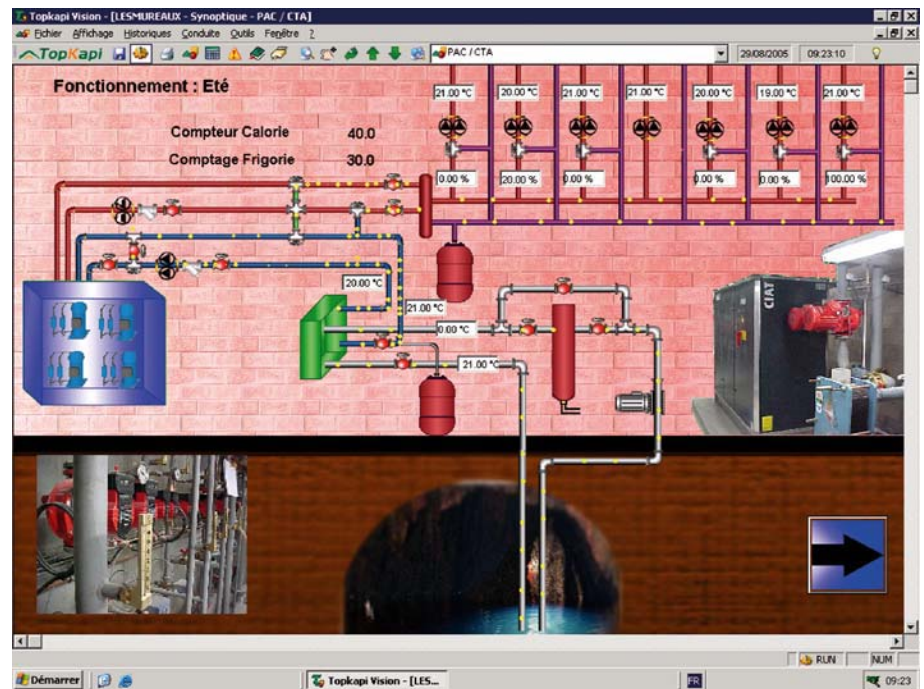 Topkapi Vision - [LESMUREAUX - Synoptique - PAC / CTA]
Fichier Affichage Historiques Conduite Outils Fenêtre ?
TopKapi PAC / CTA 29/08/2005 09:23:10
Fonctionnement : Eté
21.00 °C 20.00 °C 21.00 °C 21.00 °C 20.00 °C 19.00 °C 21.00 °C
Compteur Calorie 40.0
Comptage Frigorie 30.0
0.00 % 20.00 % 0.00 % 0.00 % 0.00 % 100.00 %
20.00 °C
21.00 °C
0.00 °C
21.00 °C
CIAT
RUN NUM
Démarrer Topkapi Vision - [LES... FR 09:23